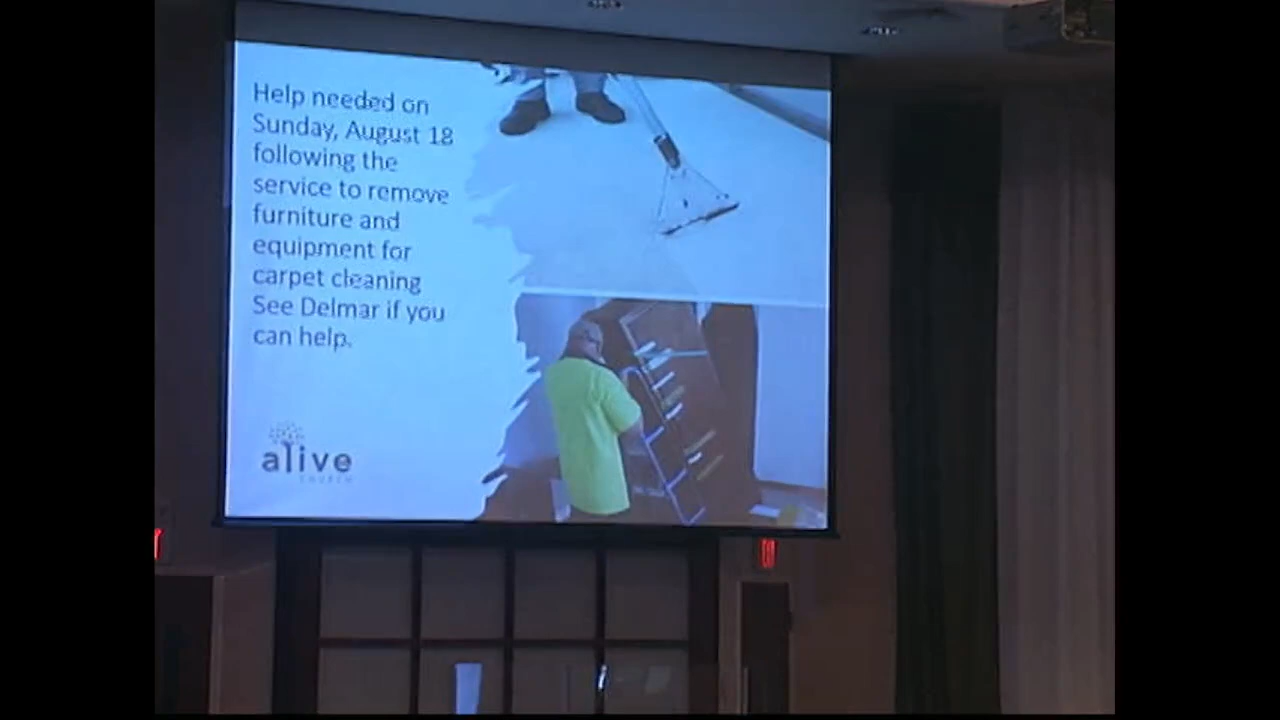 Help needed on
Sunday, August 18
following the
service to remove
furniture and
equipment for
carpet cleaning
See Delmar if you
can help.
alive
CHURCH